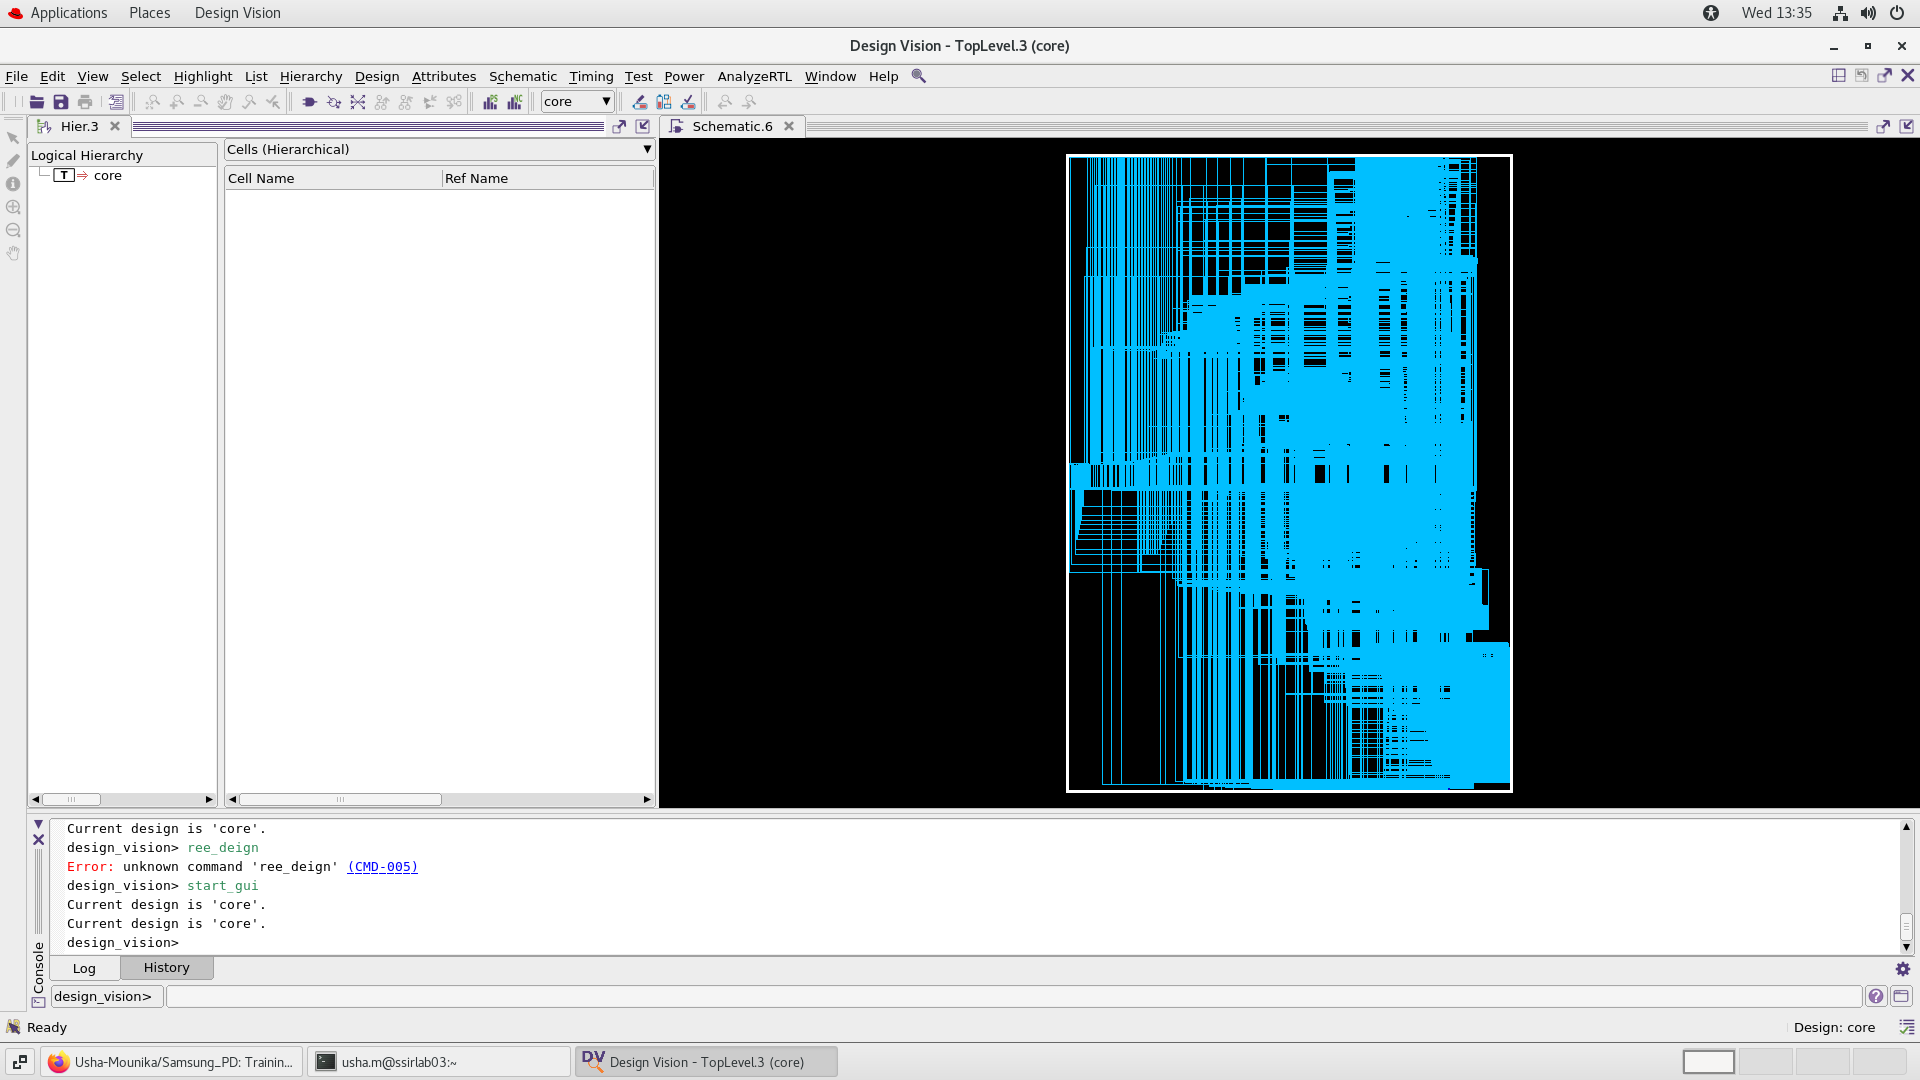 Applications Places Design Vision Wed 13:35
Design Vision - TopLevel.3 (core)
File Edit View Select Highlight List Hierarchy Design Attributes Schematic Timing Test Power AnalyzeRTL Window Help
core
Hier.3 Schematic.6
Logical Hierarchy
T core
Cells (Hierarchical)
Cell Name Ref Name
Current design is 'core'.
design_vision> ree_deign
Error: unknown command 'ree_deign' (CMD-005)
design_vision> start_gui
Current design is 'core'.
Current design is 'core'.
design_vision>
Console
Log History
design_vision>
Ready Design: core
Usha-Mounika/Samsung_PD: Trainin... usha.m@ssirlab03:~ DV Design Vision - TopLevel.3 (core)